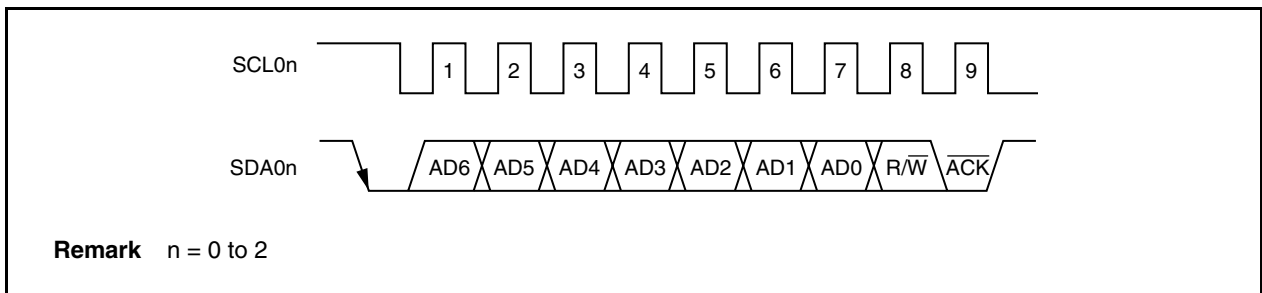 SCL0n 1 2 3 4 5 6 7 8 9
SDA0n AD6 AD5 AD4 AD3 AD2 AD1 AD0 R/W̅ A̅C̅K̅
Remark n = 0 to 2